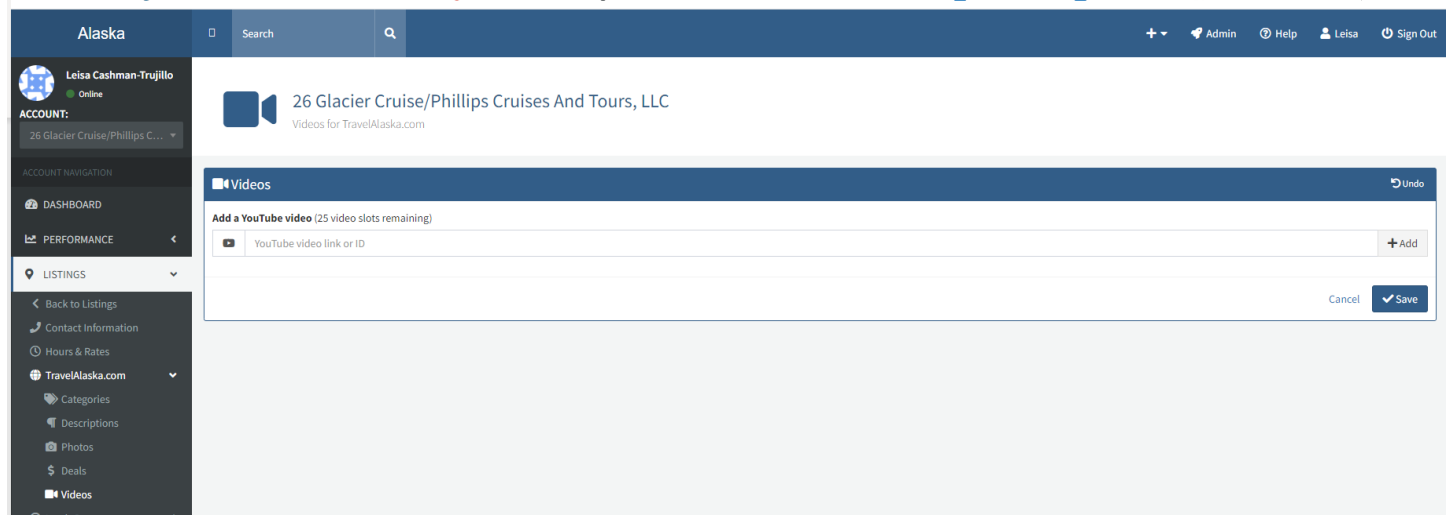 Alaska
Search
Admin
Help
Leisa
Sign Out
Leisa Cashman-Trujillo
Online
ACCOUNT:
26 Glacier Cruise/Phillips C...
26 Glacier Cruise/Phillips Cruises And Tours, LLC
Videos for TravelAlaska.com
ACCOUNT NAVIGATION
DASHBOARD
PERFORMANCE
LISTINGS
Back to Listings
Contact Information
Hours & Rates
TravelAlaska.com
Categories
Descriptions
Photos
$ Deals
Videos
Videos
Undo
Add a YouTube video (25 video slots remaining)
YouTube video link or ID
+ Add
Cancel
Save